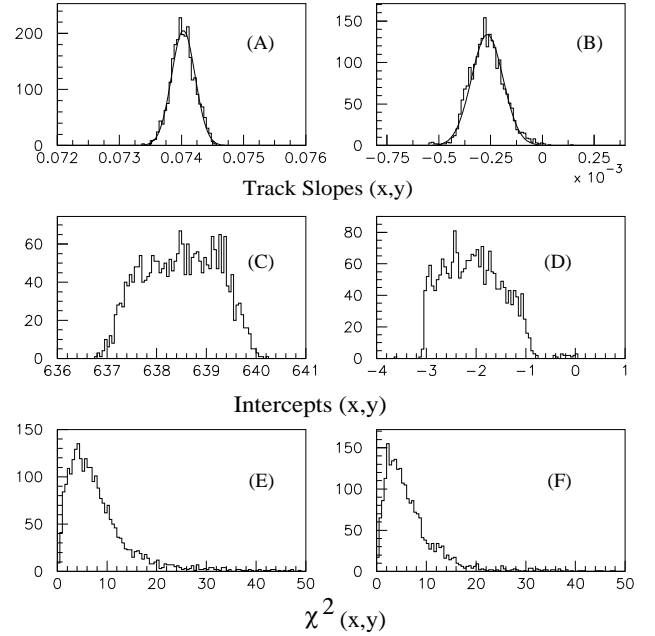 200
100
0
(A)
0.072 0.073 0.074 0.075 0.076
150
100
50
0
(B)
−0.75 −0.5 −0.25 0 0.25
× 10⁻³
Track Slopes (x,y)
60
40
20
0
(C)
636 637 638 639 640 641
80
60
40
20
0
(D)
−4 −3 −2 −1 0 1
Intercepts (x,y)
150
100
50
0
(E)
0 10 20 30 40 50
150
100
50
0
(F)
0 10 20 30 40 50
χ² (x,y)